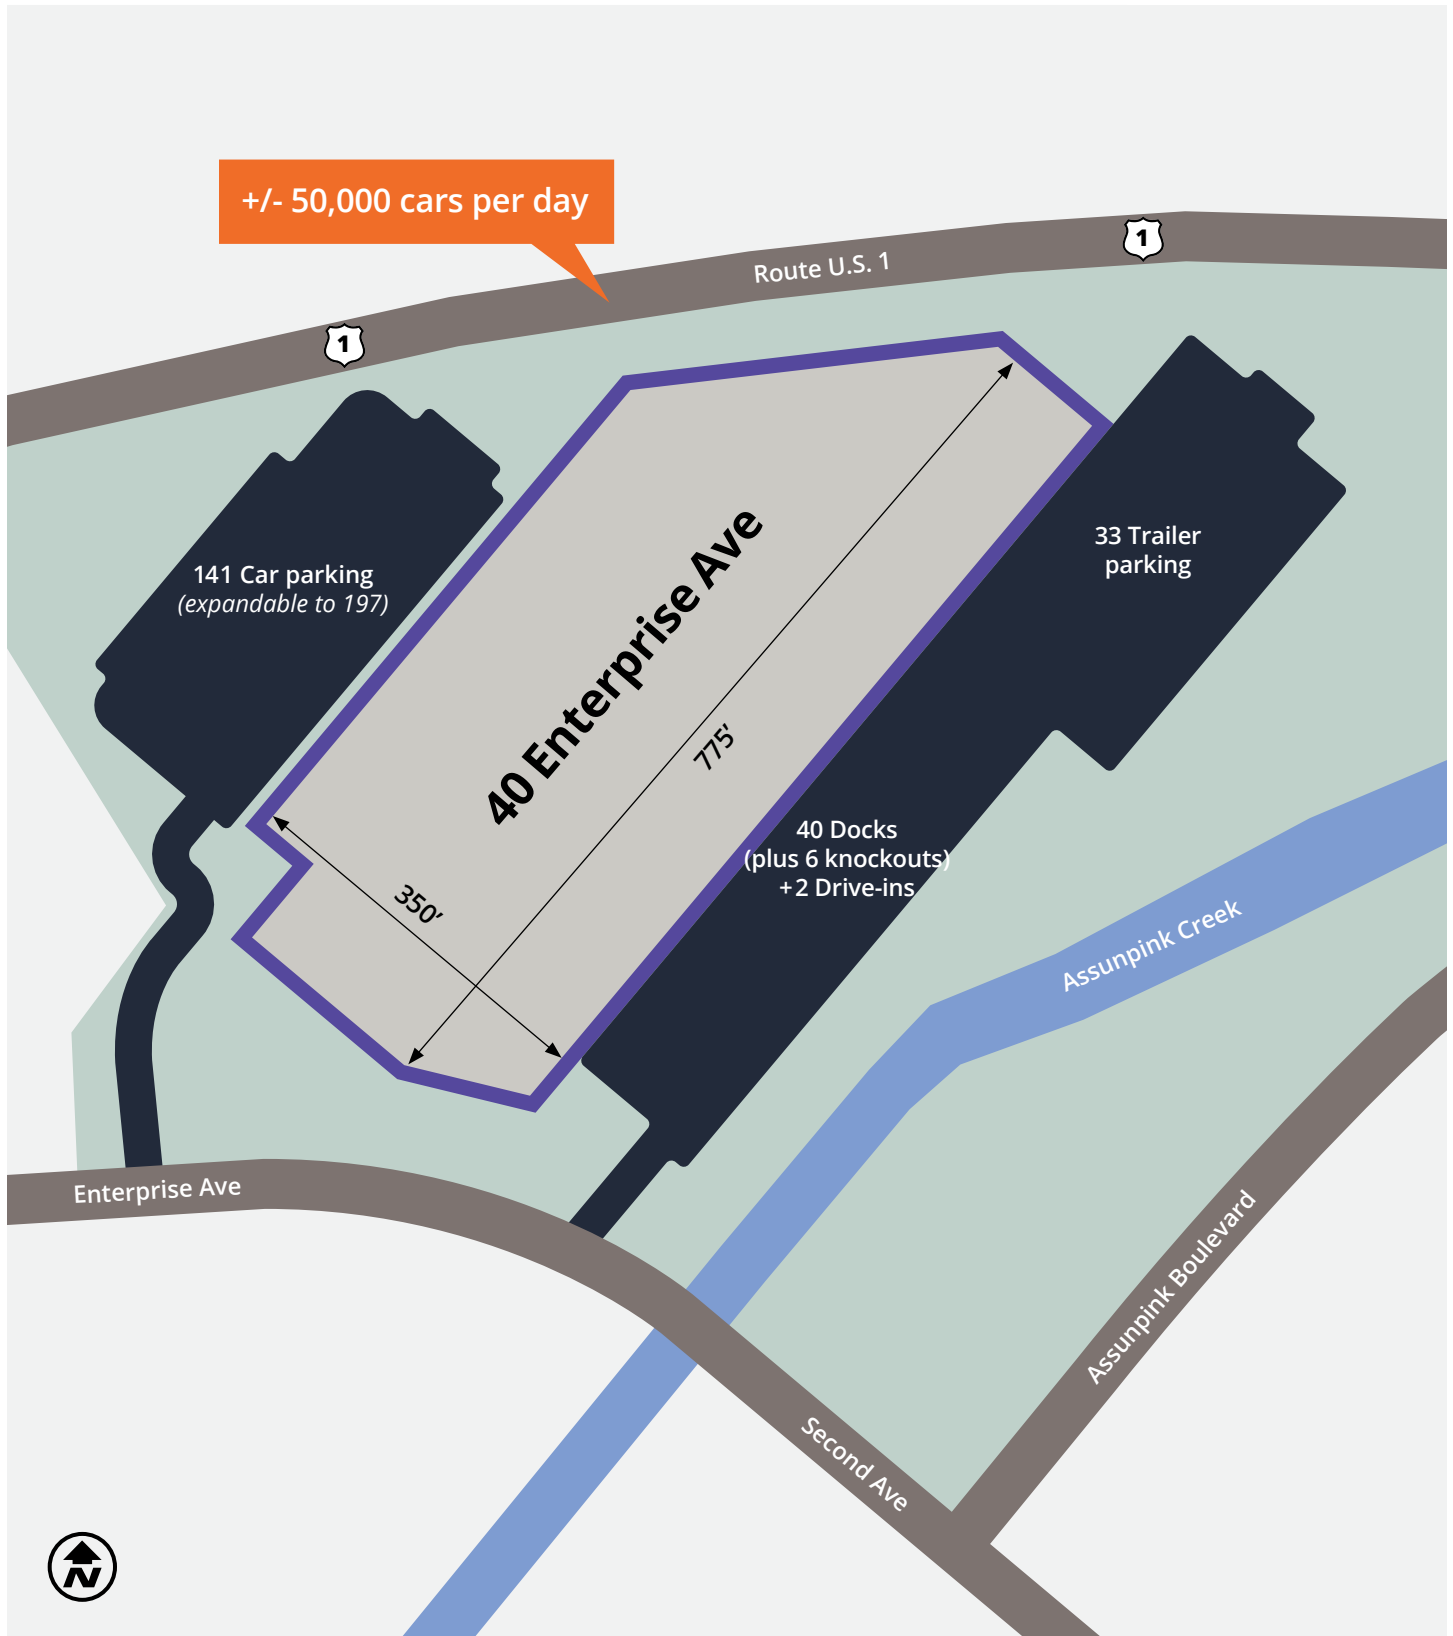 +/- 50,000 cars per day
1
Route U.S. 1
1
141 Car parking
(expandable to 197)
40 Enterprise Ave
33 Trailer
parking
775'
40 Docks
(plus 6 knockouts)
+2 Drive-ins
350'
Assunpink Creek
Enterprise Ave
Assunpink Boulevard
Second Ave
N